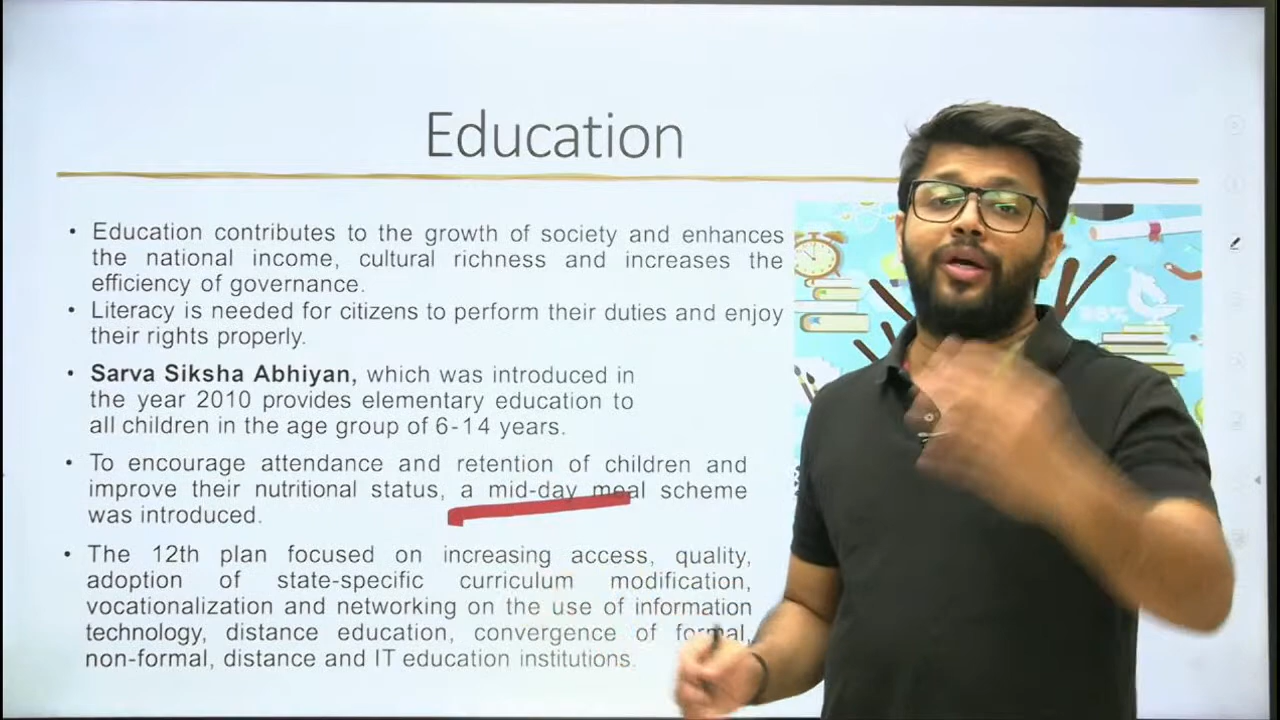 Education
• Education contributes to the growth of society and enhances
the national income, cultural richness and increases the
efficiency of governance.
• Literacy is needed for citizens to perform their duties and enjoy
their rights properly.
• Sarva Siksha Abhiyan, which was introduced in
the year 2010 provides elementary education to
all children in the age group of 6-14 years.
• To encourage attendance and retention of children and
improve their nutritional status, a mid-day meal scheme
was introduced.
• The 12th plan focused on increasing access, quality,
adoption of state-specific curriculum modification,
vocationalization and networking on the use of information
technology, distance education, convergence of formal,
non-formal, distance and IT education institutions.